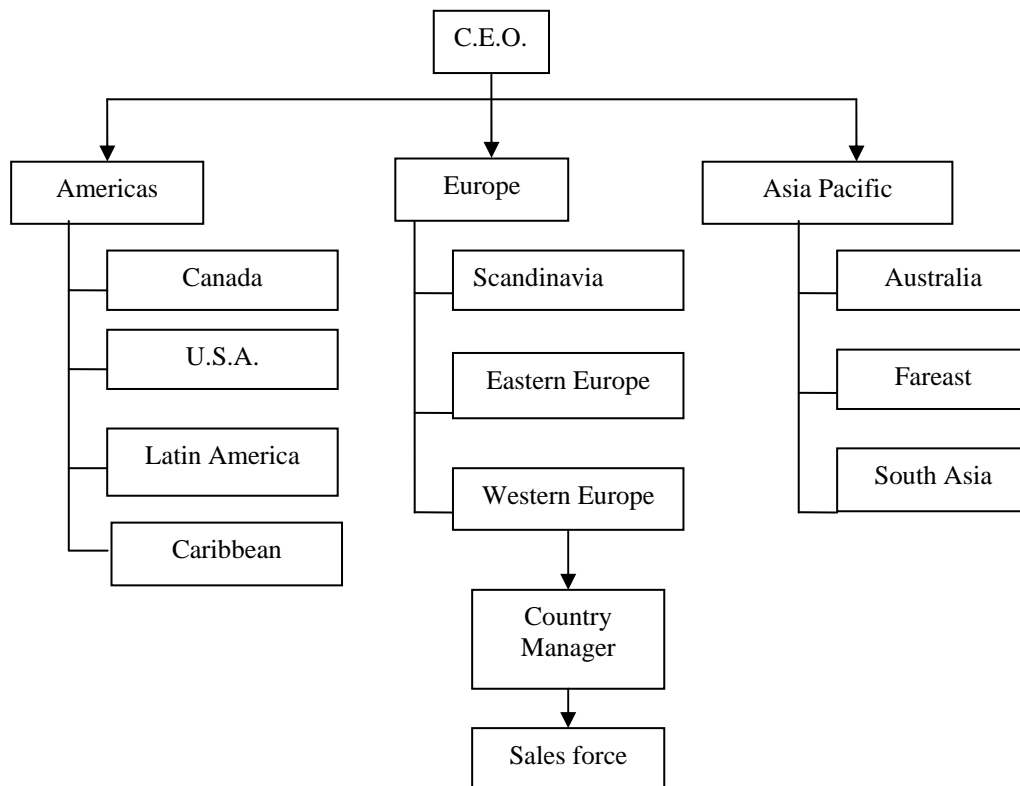 C.E.O.
Americas
Europe
Asia Pacific
Canada
Scandinavia
Australia
U.S.A.
Eastern Europe
Fareast
Latin America
Western Europe
South Asia
Caribbean
Country
Manager
Sales force